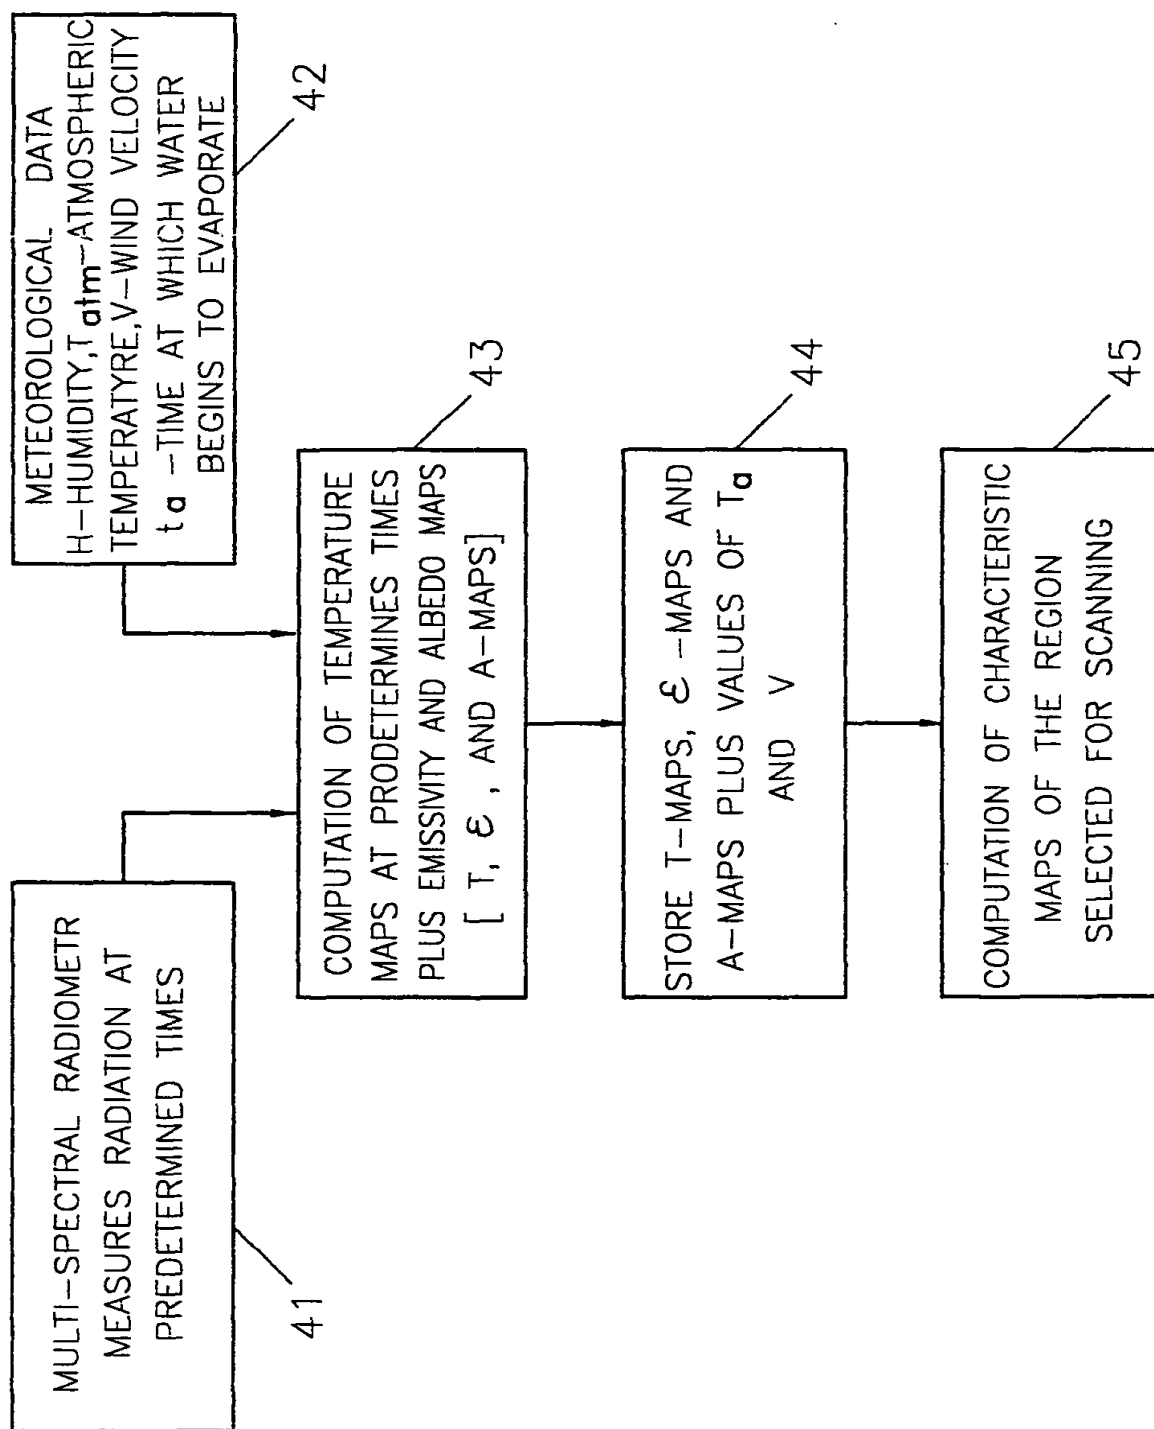 MULTI-SPECTRAL RADIOMETR
MEASURES RADIATION AT
PREDETERMINED TIMES
41
METEOROLOGICAL DATA
H-HUMIDITY,Tatm-ATMOSPHERIC
TEMPERATYRE,V-WIND VELOCITY
ta -TIME AT WHICH WATER
BEGINS TO EVAPORATE
42
COMPUTATION OF TEMPERATURE
MAPS AT PRODETERMINES TIMES
PLUS EMISSIVITY AND ALBEDO MAPS
[ T, ε , AND A-MAPS]
43
STORE T-MAPS, ε -MAPS AND
A-MAPS PLUS VALUES OF Ta
AND V
44
COMPUTATION OF CHARACTERISTIC
MAPS OF THE REGION
SELECTED FOR SCANNING
45